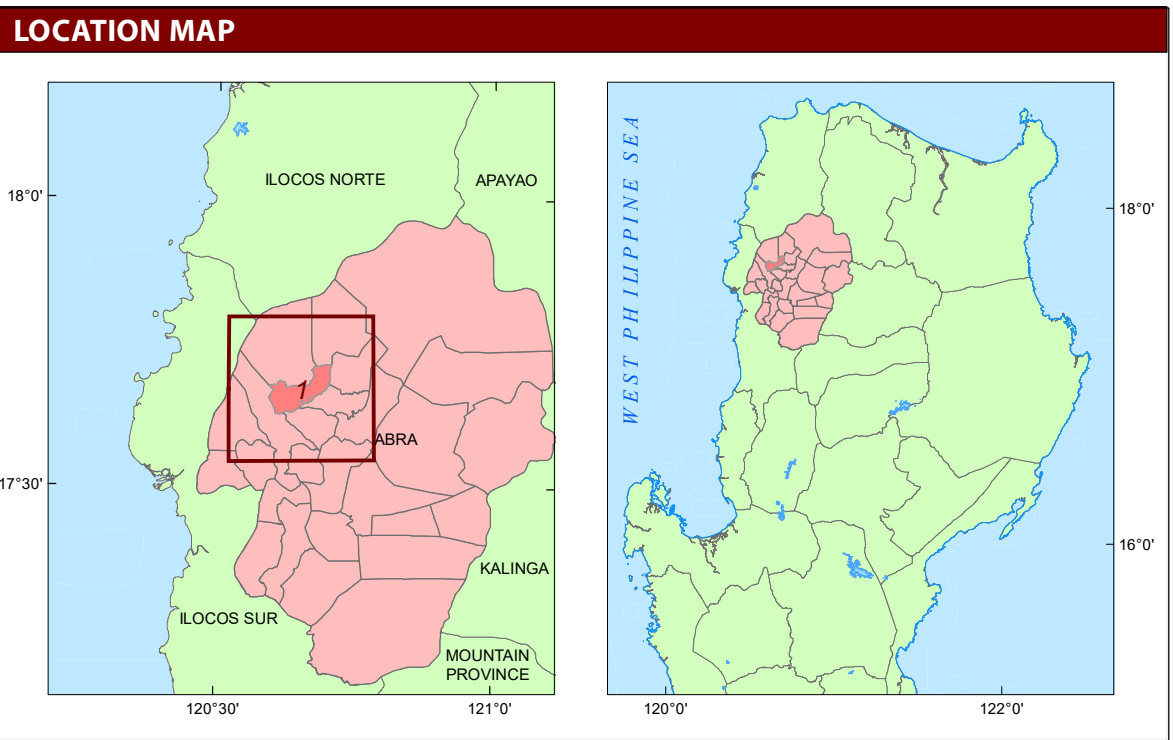 LOCATION MAP
ILOCOS NORTE
APAYAO
18°0'
1
ABRA
17°30'
KALINGA
ILOCOS SUR
MOUNTAIN
PROVINCE
120°30'
121°0'
WEST PHILIPPINE SEA
18°0'
16°0'
120°0'
122°0'